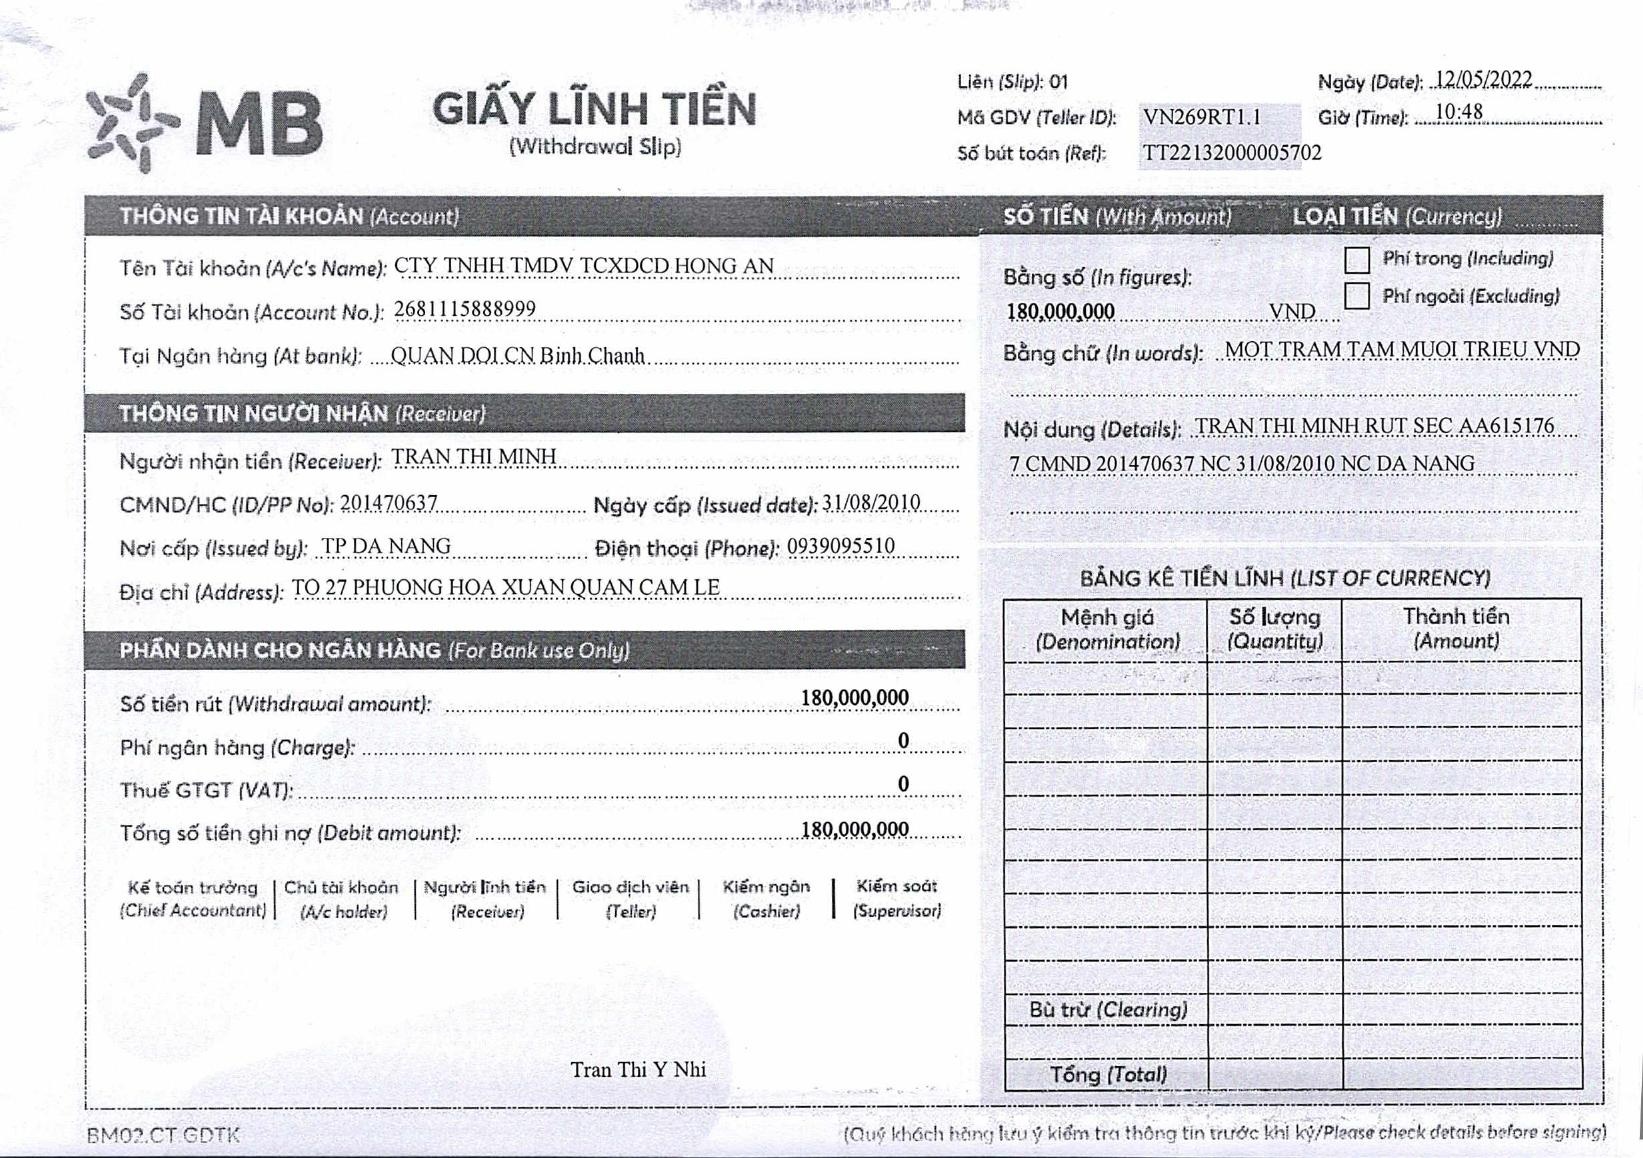 MB
GIẤY LĨNH TIỀN
(Withdrawal Slip)
Liên (Slip): 01
Mã GDV (Teller ID): VN269RT1.1
Số bút toán (Ref): TT22132000005702
Ngày (Date): 12/05/2022
Giờ (Time): 10:48
THÔNG TIN TÀI KHOẢN (Account)
Tên Tài khoản (A/c's Name): CTY TNHH TMDV TCXDCD HONG AN
Số Tài khoản (Account No.): 2681115888999
Tại Ngân hàng (At bank): QUAN DOI CN Binh Chanh
THÔNG TIN NGƯỜI NHẬN (Receiver)
Người nhận tiền (Receiver): TRAN THI MINH
CMND/HC (ID/PP No): 201470637 Ngày cấp (Issued date): 31/08/2010
Nơi cấp (Issued by): TP DA NANG Điện thoại (Phone): 0939095510
Địa chỉ (Address): TO 27 PHUONG HOA XUAN QUAN CAM LE
PHẦN DÀNH CHO NGÂN HÀNG (For Bank use Only)
Số tiền rút (Withdrawal amount): 180,000,000
Phí ngân hàng (Charge): 0
Thuế GTGT (VAT): 0
Tổng số tiền ghi nợ (Debit amount): 180,000,000
Kế toán trưởng Chủ tài khoản Người lĩnh tiền Giao dịch viên Kiểm ngân Kiểm soát
(Chief Accountant) (A/c holder) (Receiver) (Teller) (Cashier) (Supervisor)
Tran Thi Y Nhi
SỐ TIỀN (With Amount) LOẠI TIỀN (Currency)
Bằng số (In figures):
Phí trong (Including)
Phí ngoài (Excluding)
180,000,000 VND
Bằng chữ (In words): MOT TRAM TAM MUOI TRIEU VND
Nội dung (Details): TRAN THI MINH RUT SEC AA615176
7 CMND 201470637 NC 31/08/2010 NC DA NANG
BẢNG KÊ TIỀN LĨNH (LIST OF CURRENCY)
Mệnh giá Số lượng Thành tiền
(Denomination) (Quantity) (Amount)
Bù trừ (Clearing)
Tổng (Total)
BM02.CT.GDTK
(Quý khách hàng lưu ý kiểm tra thông tin trước khi ký/Please check details before signing)